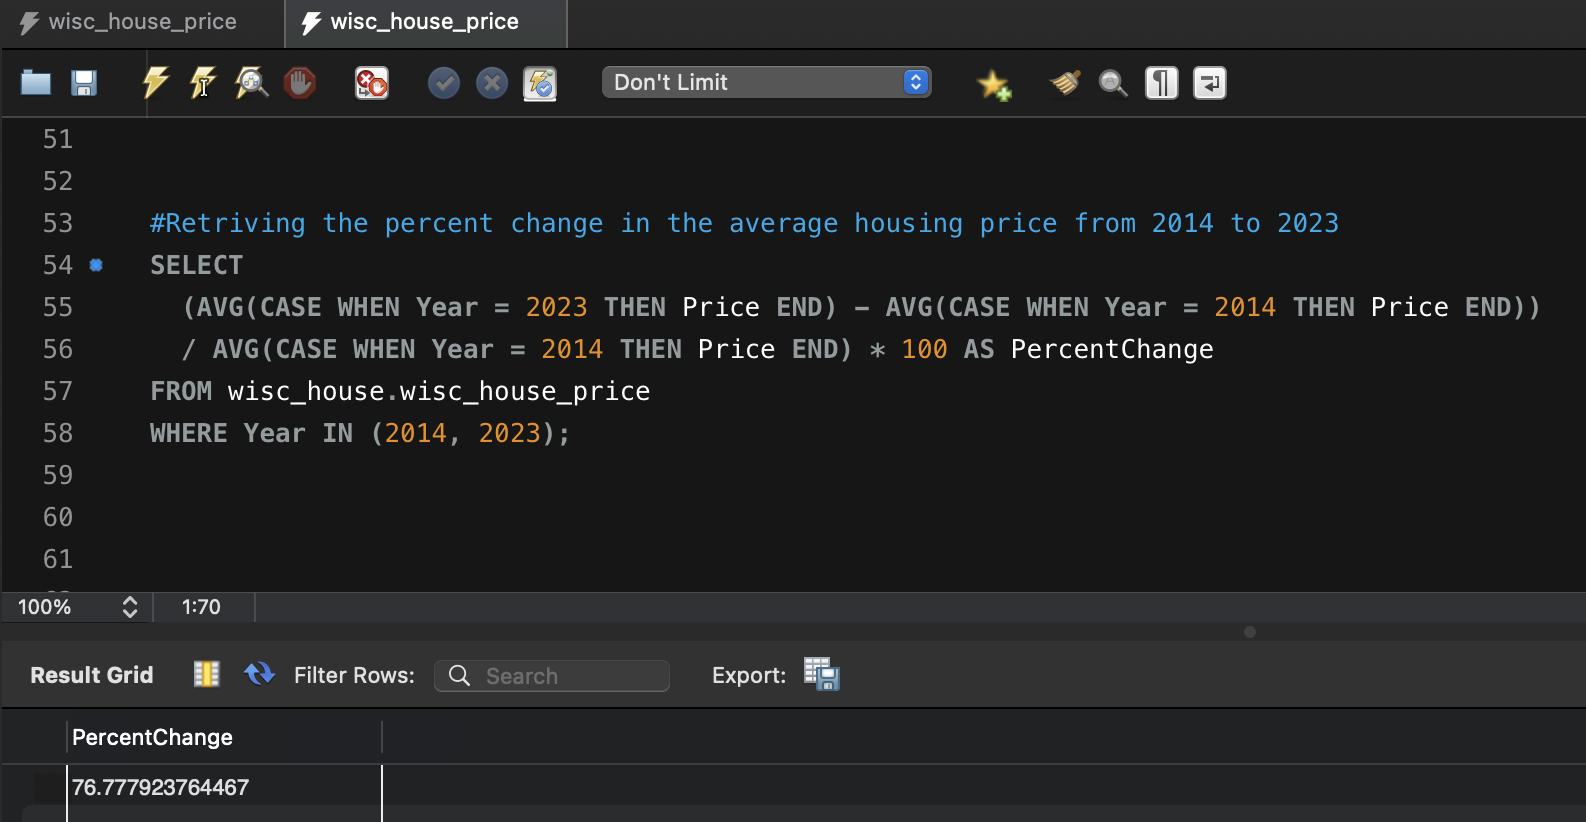 wisc_house_price
wisc_house_price
Don't Limit
51
52
53 #Retriving the percent change in the average housing price from 2014 to 2023
54 SELECT
55 (AVG(CASE WHEN Year = 2023 THEN Price END) - AVG(CASE WHEN Year = 2014 THEN Price END))
56 / AVG(CASE WHEN Year = 2014 THEN Price END) * 100 AS PercentChange
57 FROM wisc_house.wisc_house_price
58 WHERE Year IN (2014, 2023);
59
60
61
100% 1:70
Result Grid Filter Rows: Search Export:
PercentChange
76.777923764467